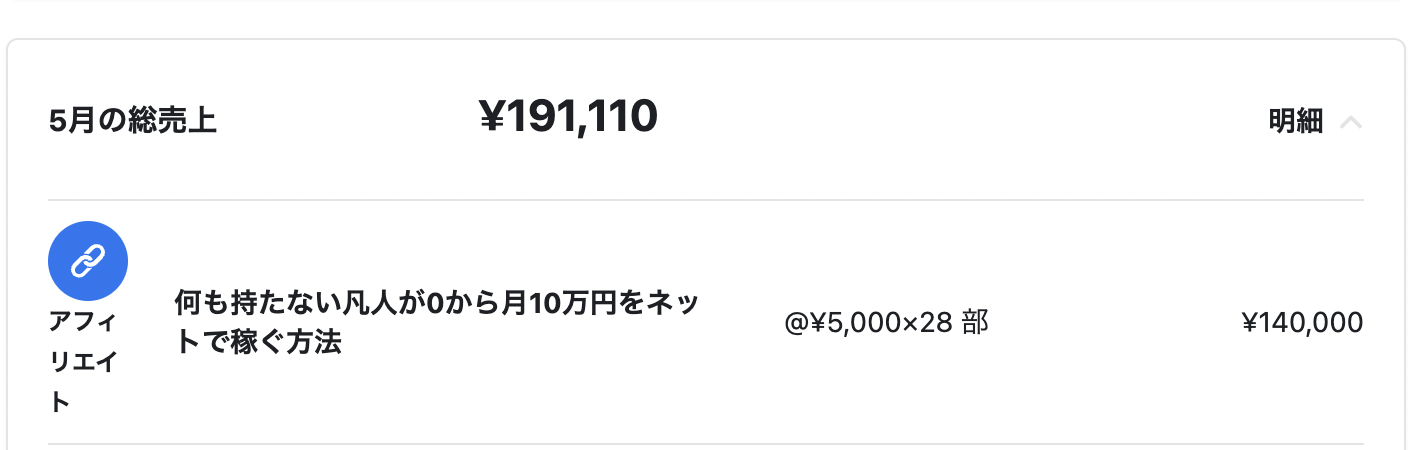 5月の総売上 ¥191,110 明細
アフィ
リエイ
ト
何も持たない凡人が0から月10万円をネッ
トで稼ぐ方法
@¥5,000×28 部
¥140,000